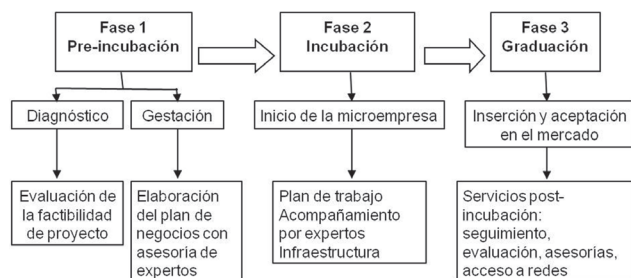 Fase 1
Pre-incubación
Fase 2
Incubación
Fase 3
Graduación
Diagnóstico
Gestación
Inicio de la microempresa
Inserción y aceptación
en el mercado
Evaluación de
la factibilidad
de proyecto
Elaboración
del plan de
negocios con
asesoria de
expertos
Plan de trabajo
Acompañamiento
por expertos
Infraestructura
Servicios post-
incubación:
seguimiento,
evaluación, asesorias,
acceso a redes